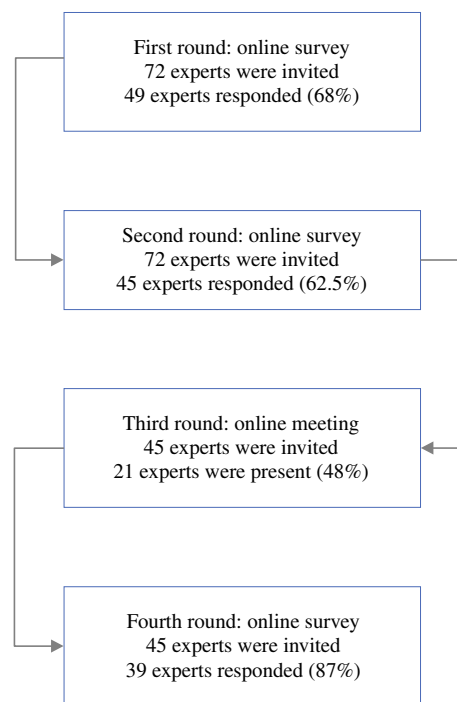 First round: online survey
72 experts were invited
49 experts responded (68%)
Second round: online survey
72 experts were invited
45 experts responded (62.5%)
Third round: online meeting
45 experts were invited
21 experts were present (48%)
Fourth round: online survey
45 experts were invited
39 experts responded (87%)